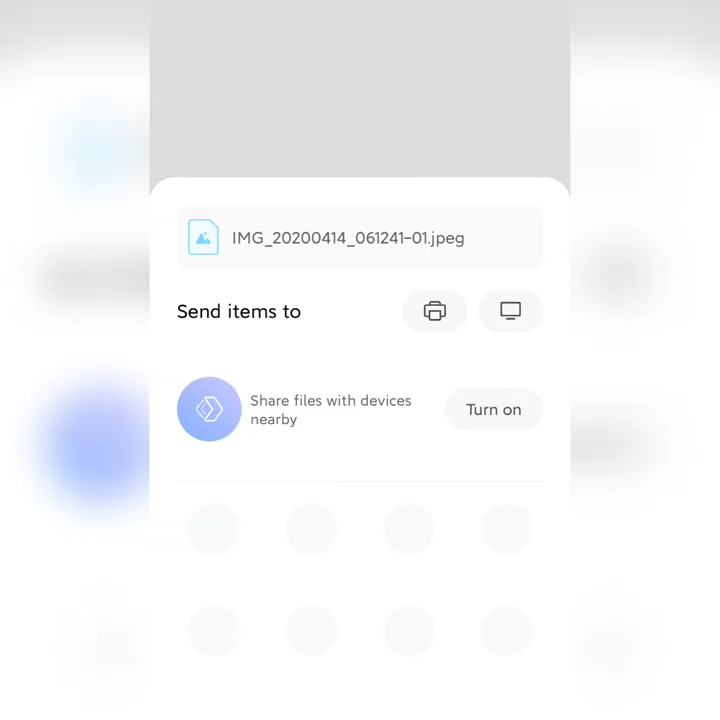 IMG_20200414_061241-01.jpeg
Send items to
Share files with devices
nearby
Turn on